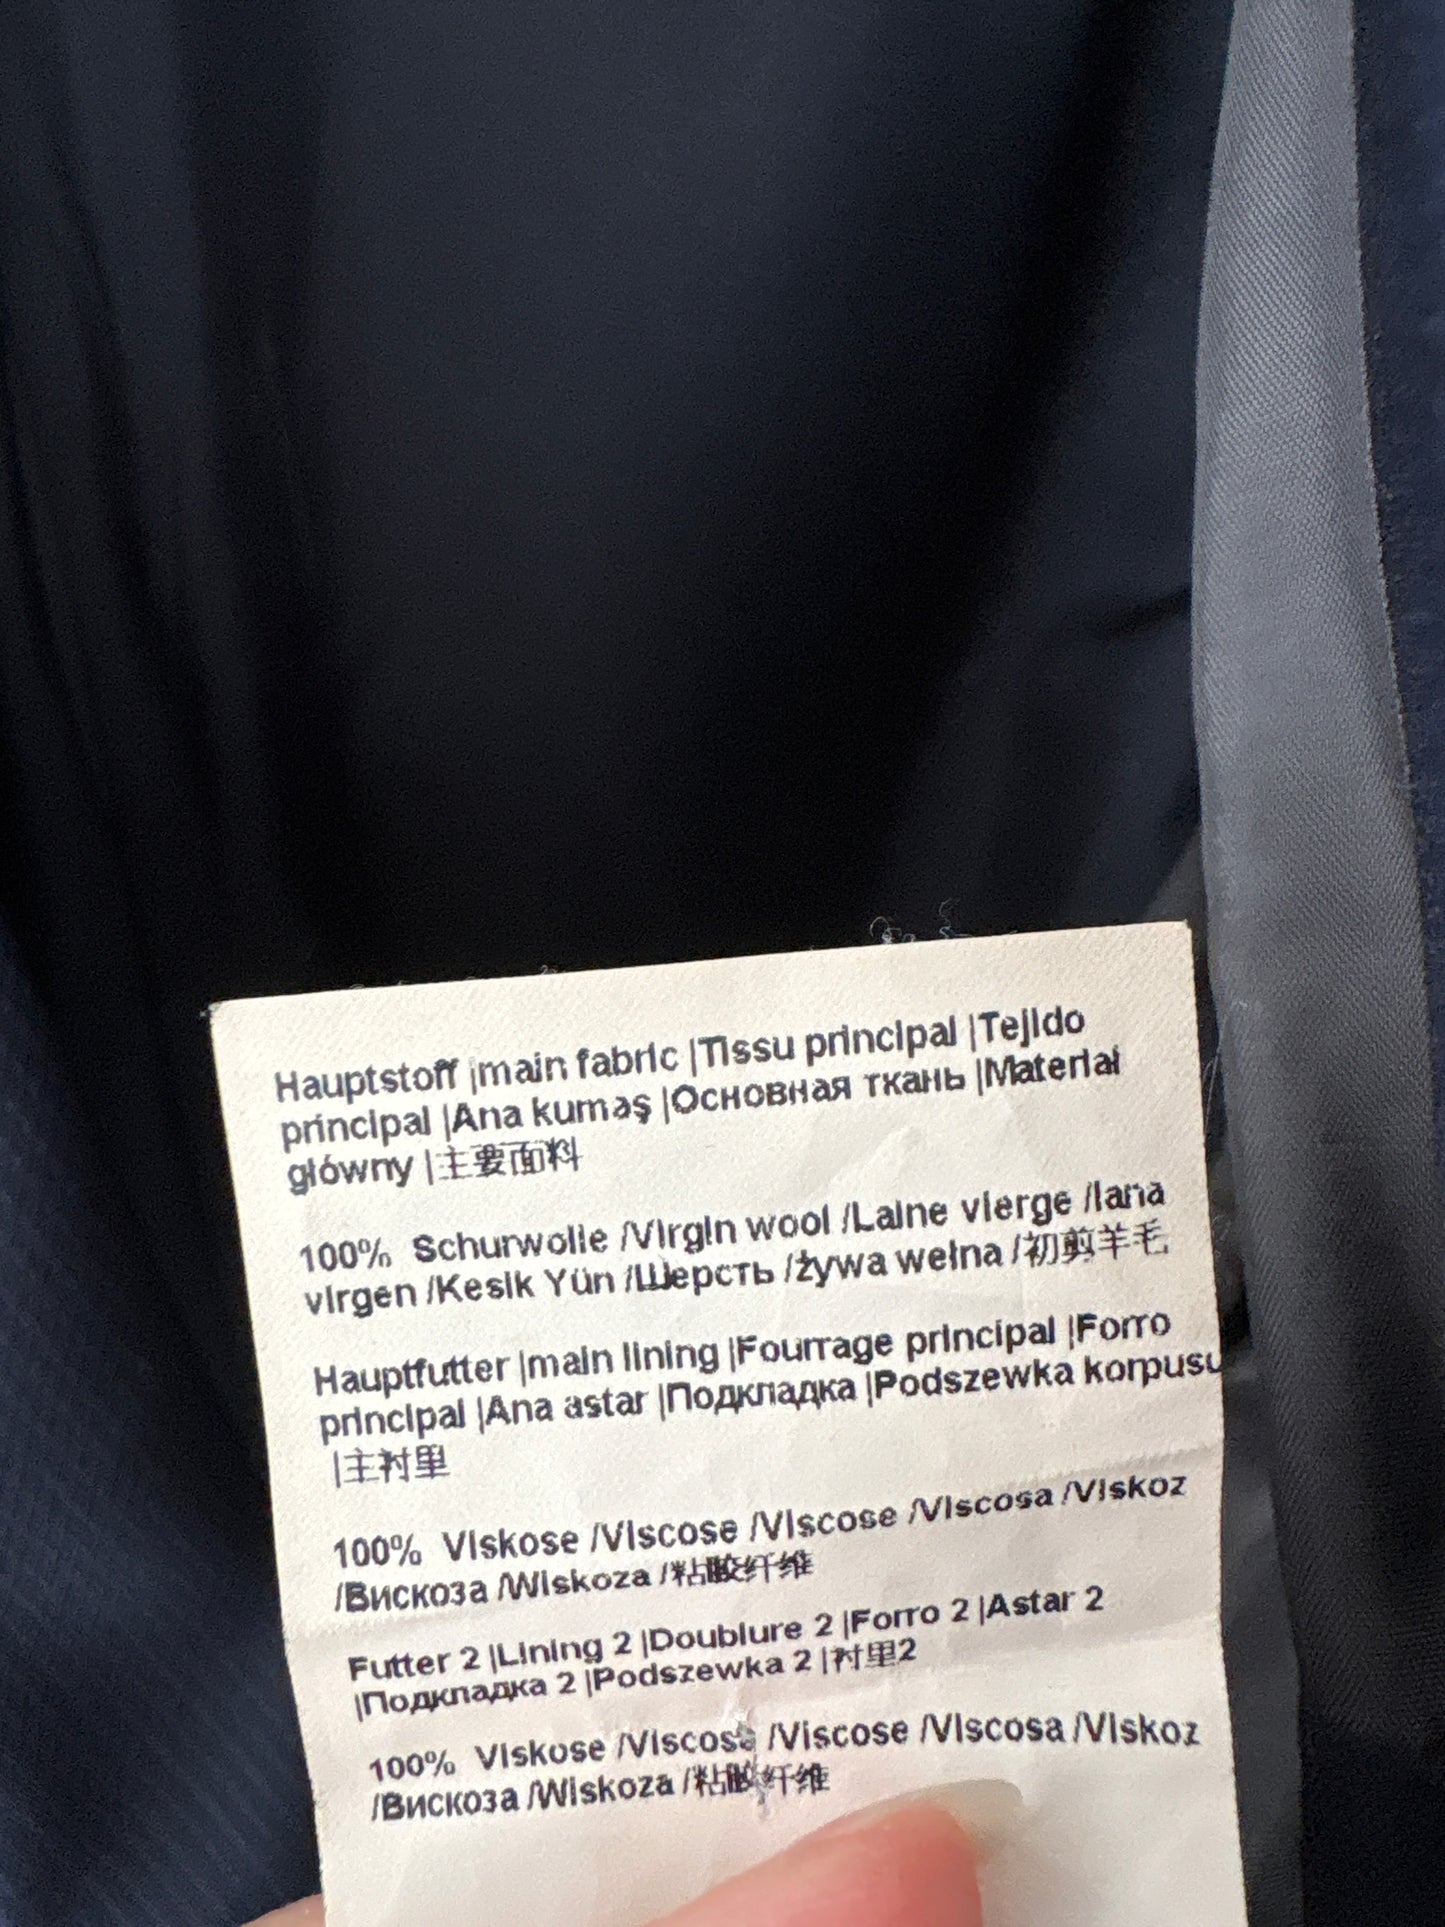 Hauptstoff |main fabric |Tissu principal |Tejido
principal |Ana kumaş |Основная ткань |Materiał
główny |主要面料
100% Schurwolle /Virgin wool /Laine vierge /lana
virgen /Kesik Yün /Шерсть /żywa wełna /初剪羊毛
Hauptfutter |main lining |Fourrage principal |Forro
principal |Ana astar |Подкладка |Podszewka korpusu
|主衬里
100% Viskose /Viscose /Viscose /Viscosa /Viskoz
/Вискоза /Wiskoza /粘胶纤维
Futter 2 |Lining 2 |Doublure 2 |Forro 2 |Astar 2
|Подкладка 2 |Podszewka 2 |衬里2
100% Viskose /Viscose /Viscose /Viscosa /Viskoz
/Вискоза /Wiskoza /粘胶纤维